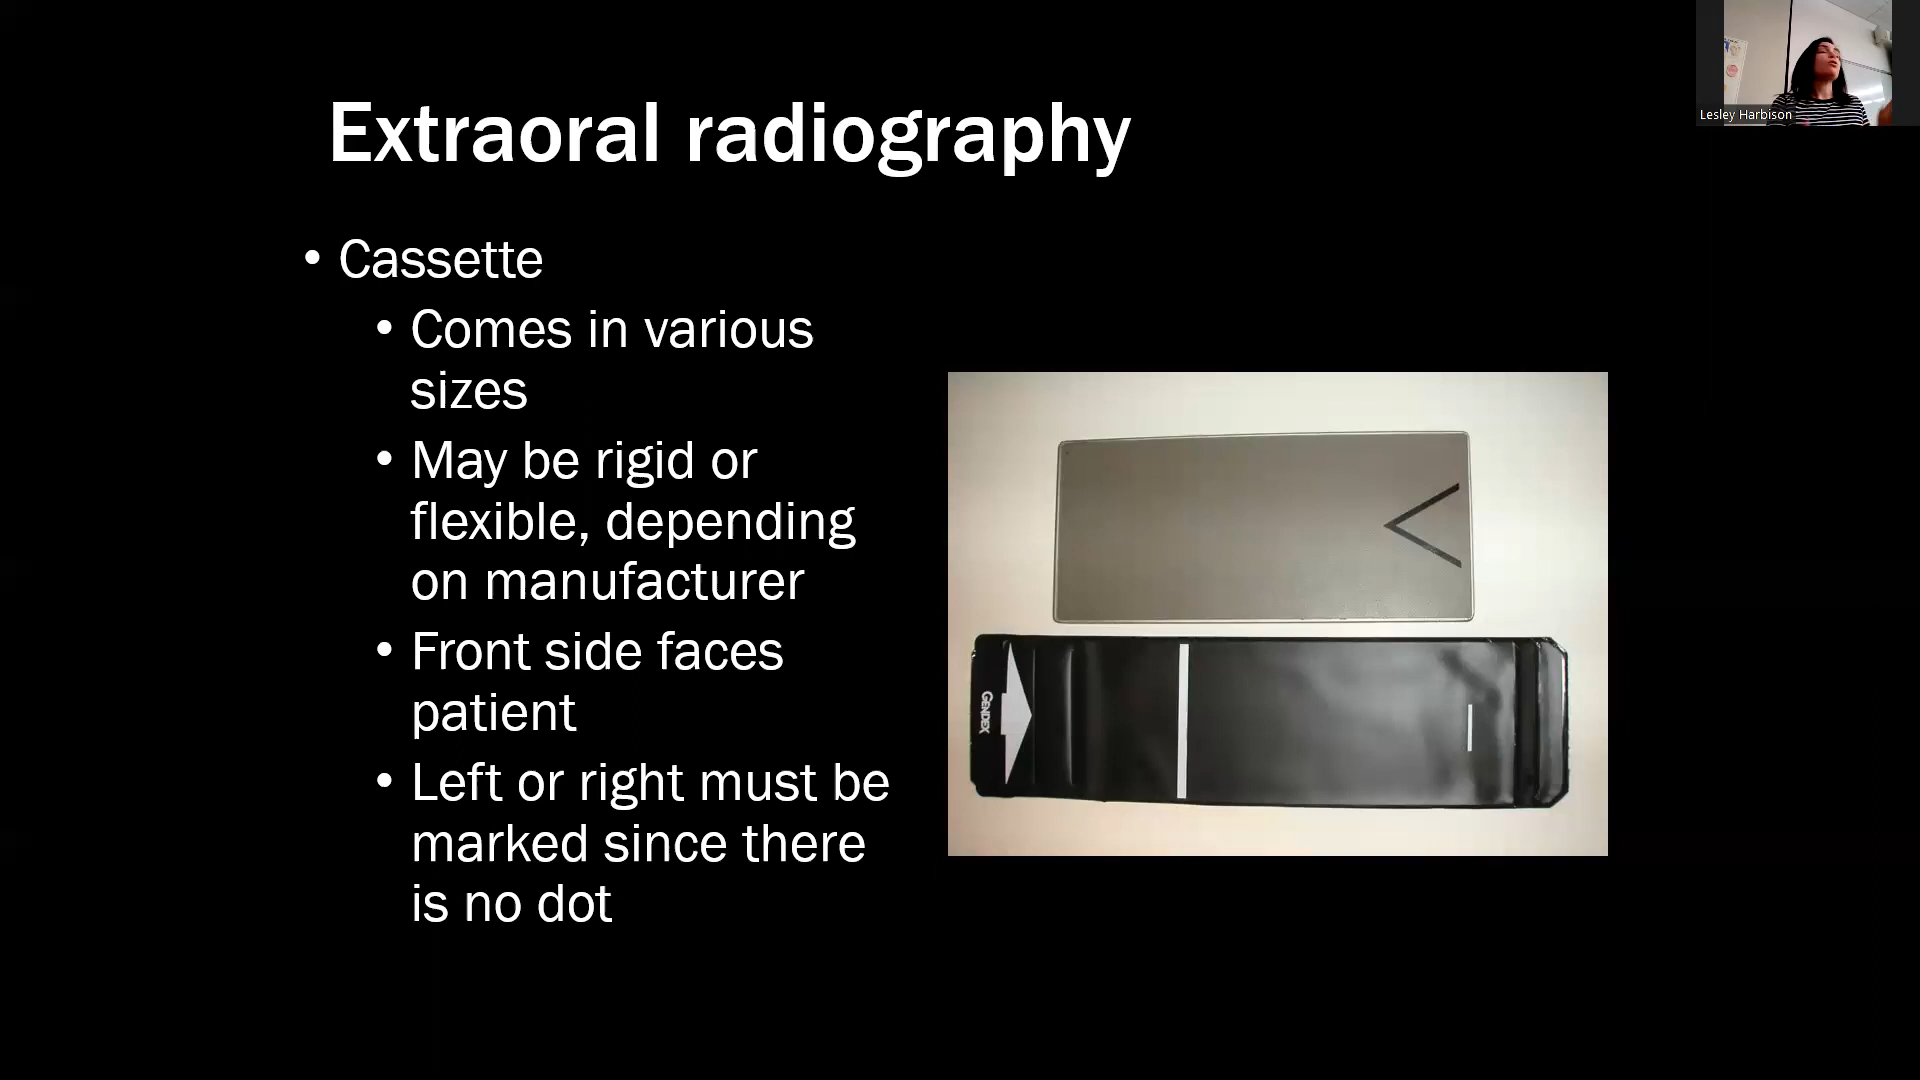 Extraoral radiography
• Cassette
• Comes in various
sizes
• May be rigid or
flexible, depending
on manufacturer
• Front side faces
patient
• Left or right must be
marked since there
is no dot
GENDEX
Lesley Harbison